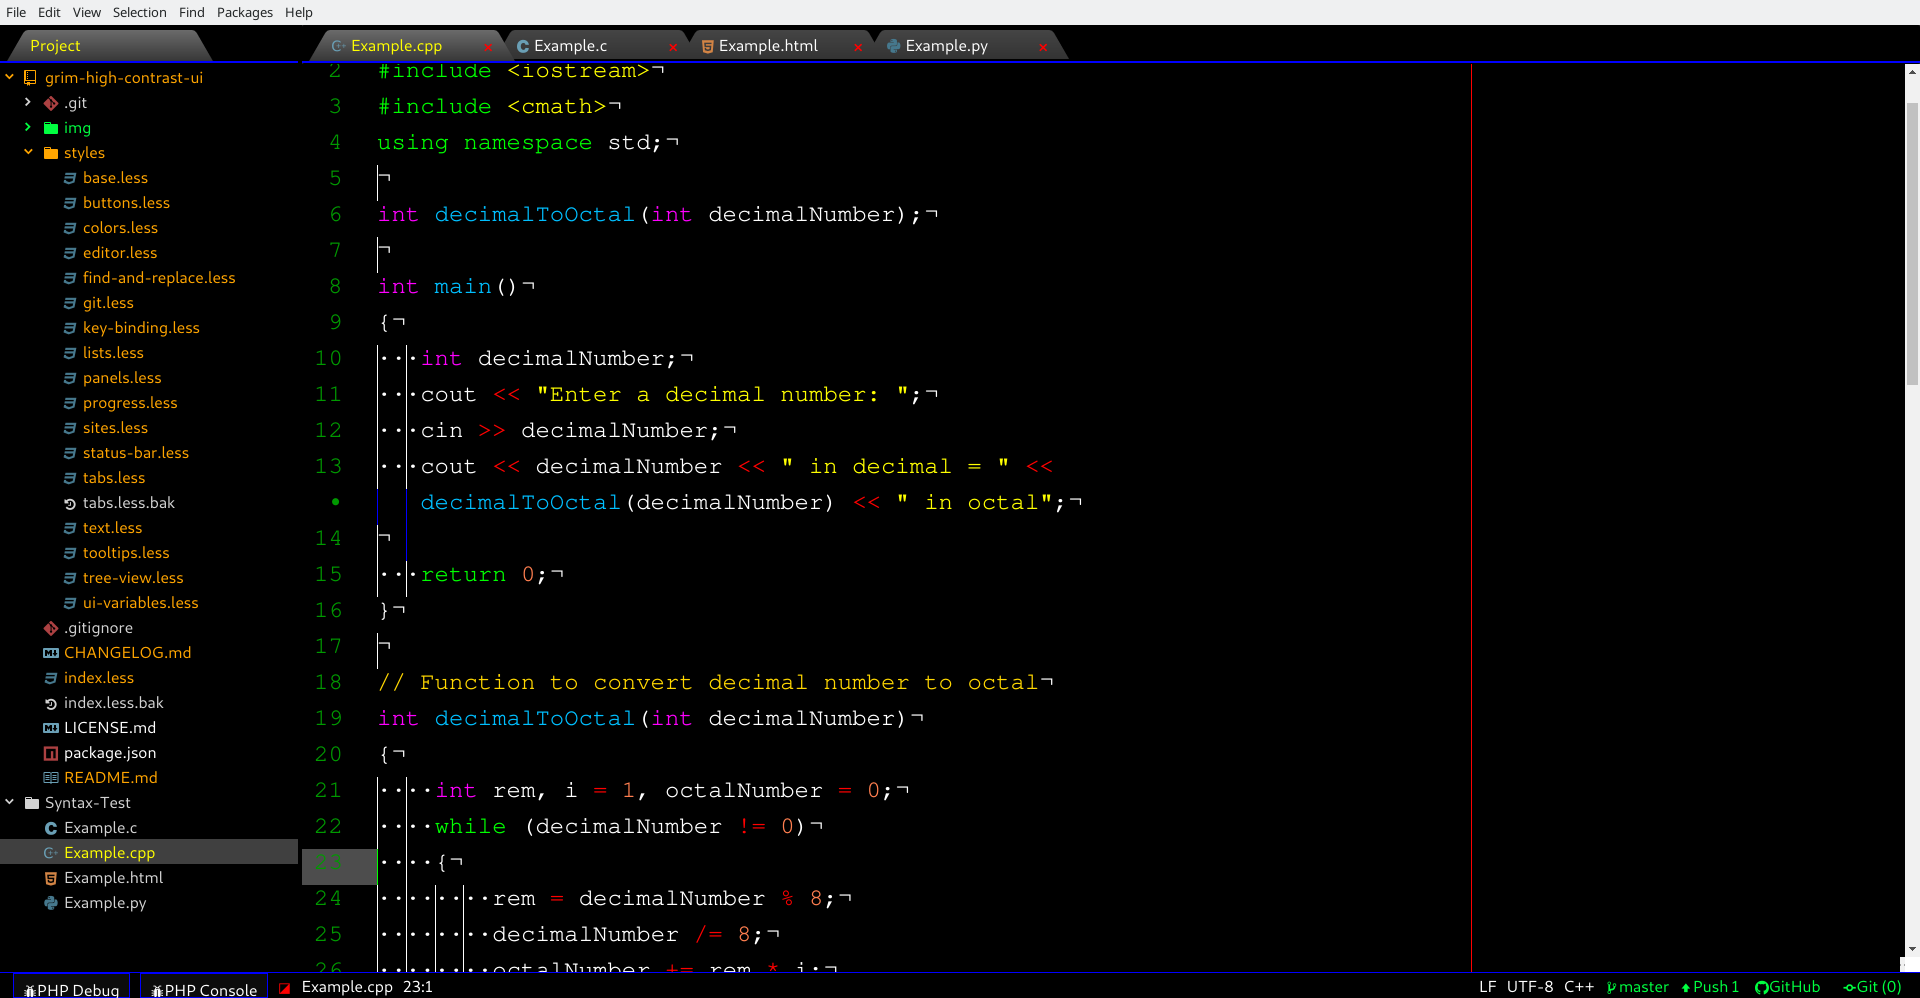 File Edit View Selection Find Packages Help
Project
Example.cpp
Example.c
Example.html
Example.py
grim-high-contrast-ui
.git
img
styles
base.less
buttons.less
colors.less
editor.less
find-and-replace.less
git.less
key-binding.less
lists.less
panels.less
progress.less
sites.less
status-bar.less
tabs.less
tabs.less.bak
text.less
tooltips.less
tree-view.less
ui-variables.less
.gitignore
CHANGELOG.md
index.less
index.less.bak
LICENSE.md
package.json
README.md
Syntax-Test
Example.c
Example.cpp
Example.html
Example.py
2 #include <iostream>¬
3 #include <cmath>¬
4 using namespace std;¬
5 ¬
6 int decimalToOctal(int decimalNumber);¬
7 ¬
8 int main()¬
9 {¬
10 ···int decimalNumber;¬
11 ···cout << "Enter a decimal number: ";¬
12 ···cin >> decimalNumber;¬
13 ···cout << decimalNumber << " in decimal = " <<
• decimalToOctal(decimalNumber) << " in octal";¬
14 ¬
15 ···return 0;¬
16 }¬
17 ¬
18 // Function to convert decimal number to octal¬
19 int decimalToOctal(int decimalNumber)¬
20 {¬
21 ····int rem, i = 1, octalNumber = 0;¬
22 ····while (decimalNumber != 0)¬
23 ····{¬
24 ········rem = decimalNumber % 8;¬
25 ········decimalNumber /= 8;¬
26 ········octalNumber += rem * i;¬
PHP Debug PHP Console Example.cpp 23:1 LF UTF-8 C++ master Push 1 GitHub Git (0)